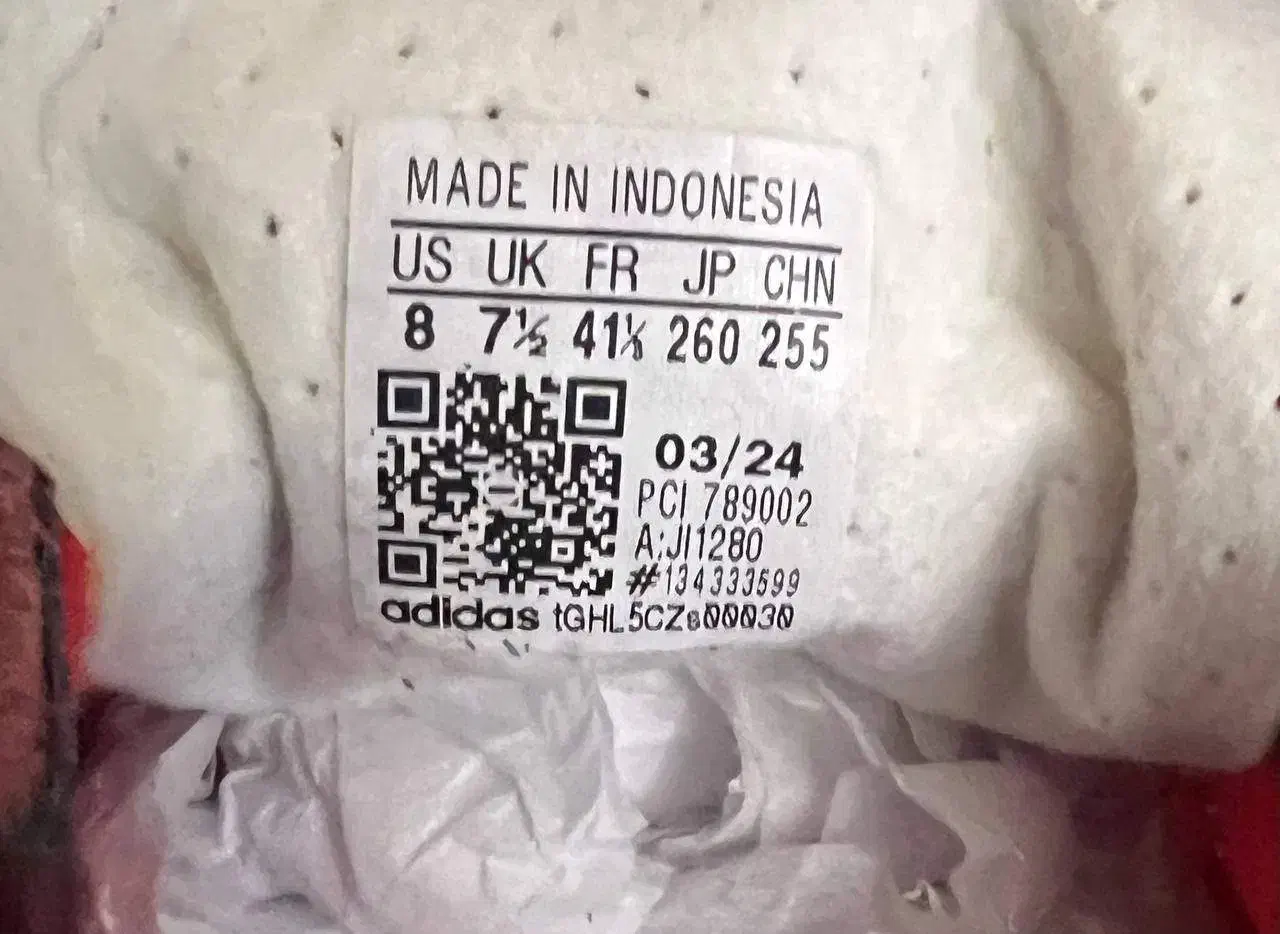 MADE IN INDONESIA
US UK FR JP CHN
8 7½ 41⅓ 260 255
03/24
PCI 789002
A:JI1280
#134333599
adidas